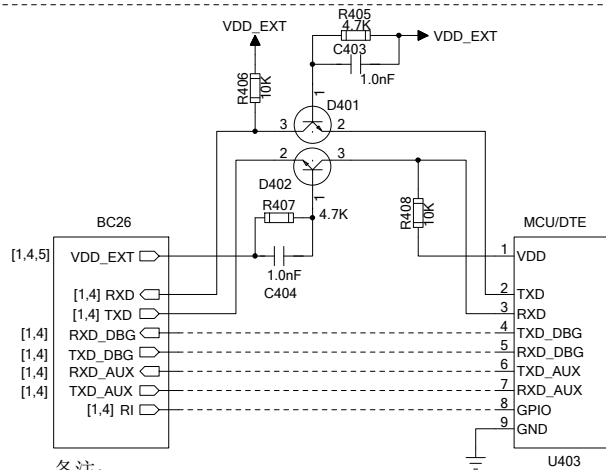 R405
4.7K
VDD_EXT
VDD_EXT
C403
1.0nF
R406
10K
1
D401
3
2
2
3
D402
1
R407
4.7K
R408
10K
BC26
MCU/DTE
1.0nF
C404
[1,4,5] VDD_EXT
1 VDD
[1,4] RXD
2 TXD
[1,4] TXD
3 RXD
[1,4] RXD_DBG
4 TXD_DBG
[1,4] TXD_DBG
5 RXD_DBG
[1,4] RXD_AUX
6 TXD_AUX
[1,4] TXD_AUX
7 RXD_AUX
[1,4] RI
8 GPIO
9 GND
U403
备注: